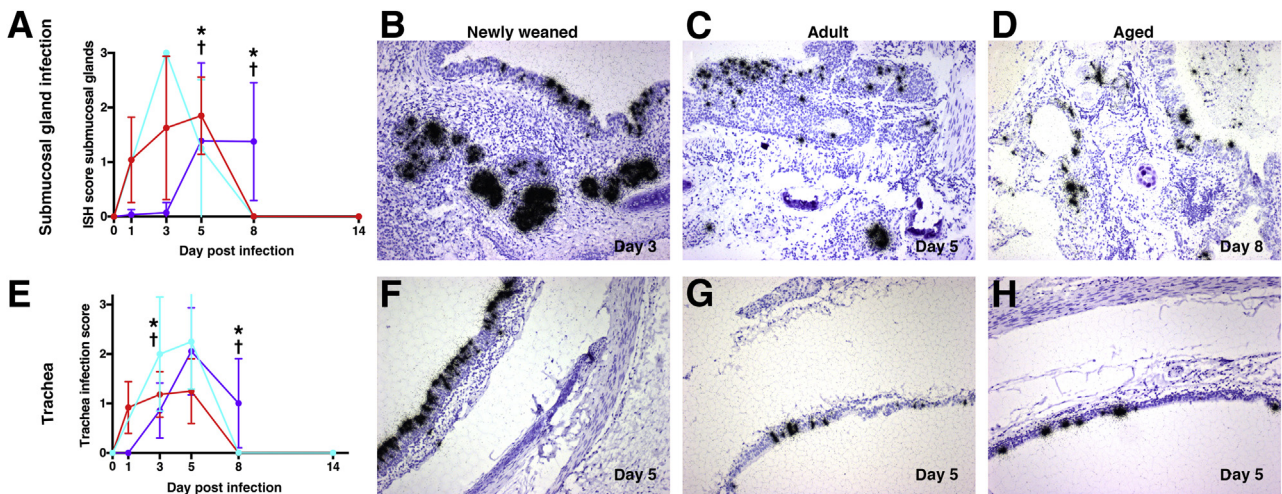 A
Submucosal gland infection
ISH score submucosal glands
3
2
1
0
* †
* †
0 1 3 5 8 14
Day post infection
B
Newly weaned
Day 3
C
Adult
Day 5
D
Aged
Day 8
E
Trachea
Trachea infection score
3
2
1
0
* †
* †
0 1 3 5 8 14
Day post infection
F
Day 5
G
Day 5
H
Day 5